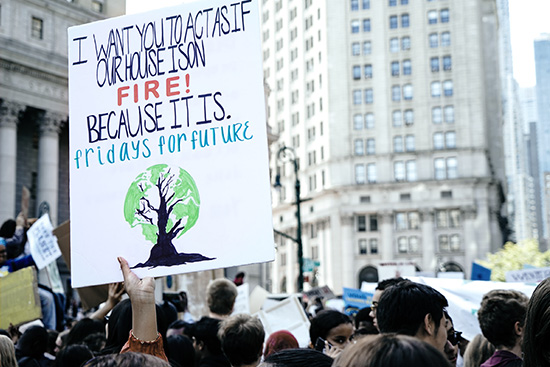 I WANT YOU TO ACT AS IF
OUR HOUSE IS ON
FIRE!
BECAUSE IT IS.
fridays for future